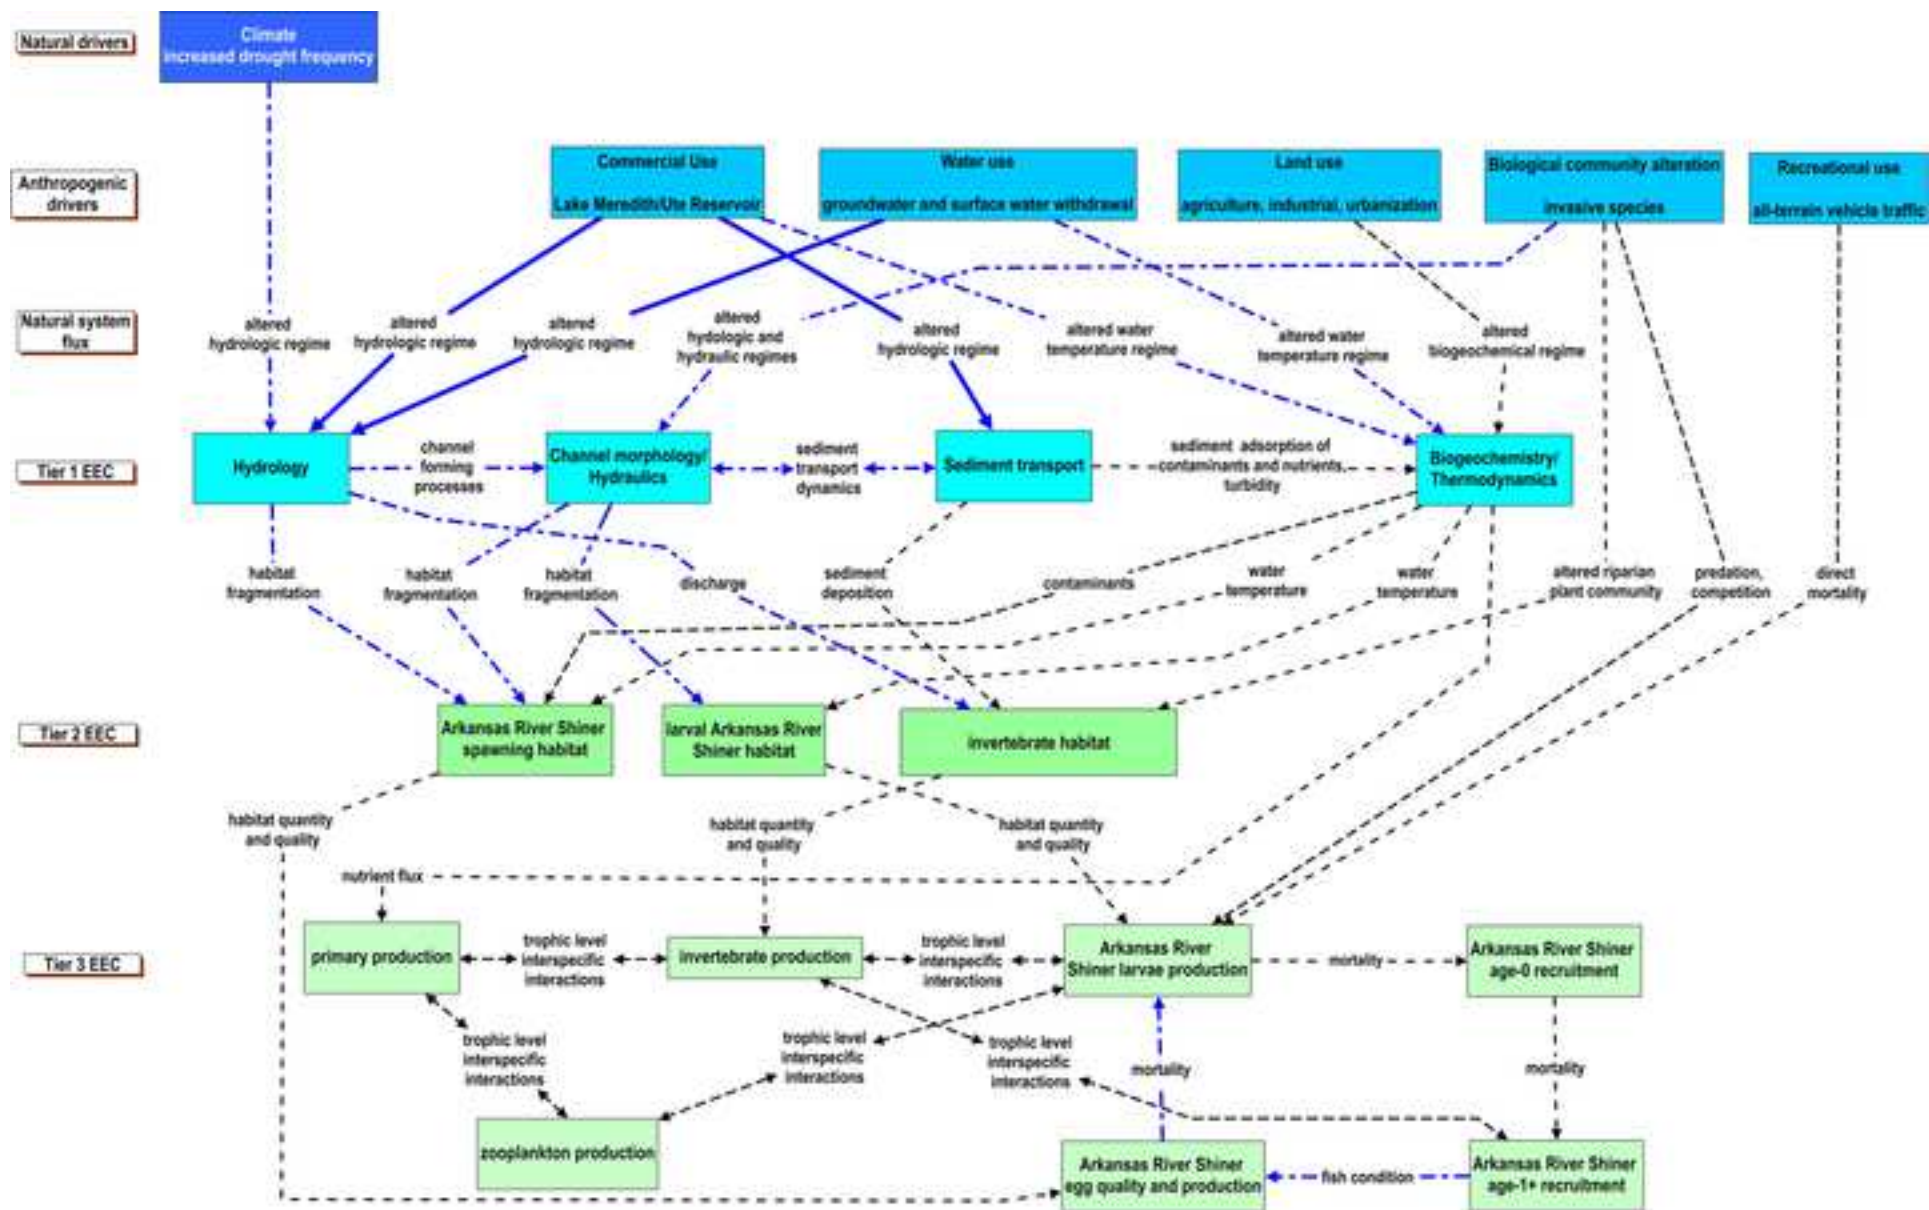 Natural drivers
Climate
increased drought frequency
Anthropogenic
drivers
Commercial Use
Lake Meredith/Ute Reservoir
Water use
groundwater and surface water withdrawal
Land use
agriculture, industrial, urbanization
Biological community alteration
invasive species
Recreational use
all-terrain vehicle traffic
Natural system
flux
altered
hydrologic regime
altered
hydrologic regime
altered
hydrologic regime
altered
hydologic and
hydraulic regimes
altered
hydrologic regime
altered water
temperature regime
altered water
temperature regime
altered
biogeochemical regime
Tier 1 EEC
Hydrology
channel
forming
processes
Channel morphology/
Hydraulics
sediment
transport
dynamics
Sediment transport
sediment adsorption of
contaminants and nutrients,
turbidity
Biogeochemistry/
Thermodynamics
habitat
fragmentation
habitat
fragmentation
habitat
fragmentation
discharge
sediment
deposition
contaminants
water
temperature
water
temperature
altered riparian
plant community
predation,
competition
direct
mortality
Tier 2 EEC
Arkansas River Shiner
spawning habitat
larval Arkansas River
Shiner habitat
invertebrate habitat
habitat quantity
and quality
habitat quantity
and quality
habitat quantity
and quality
nutrient flux
Tier 3 EEC
primary production
trophic level
interspecific
interactions
invertebrate production
trophic level
interspecific
interactions
Arkansas River
Shiner larvae production
mortality
Arkansas River Shiner
age-0 recruitment
trophic level
interspecific
interactions
trophic level
interspecific
interactions
trophic level
interspecific
interactions
mortality
mortality
zooplankton production
Arkansas River Shiner
egg quality and production
fish condition
Arkansas River Shiner
age-1+ recruitment